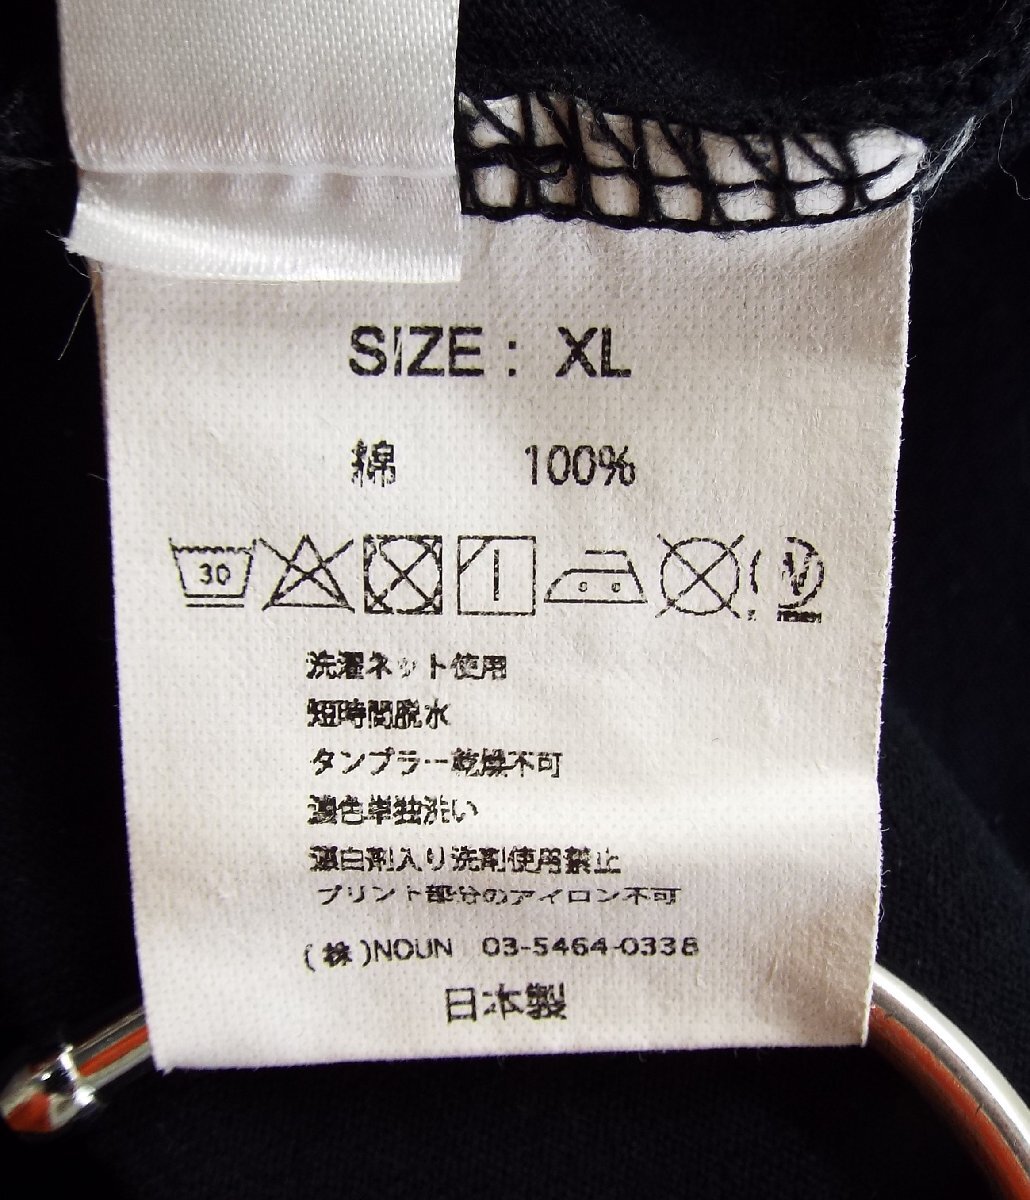 SIZE : XL
綿 100%
30
W
洗濯ネット使用
短時間脱水
タンブラー乾燥不可
濃色単独洗い
漂白剤入り洗剤使用禁止
プリント部分のアイロン不可
(株)NOUN 03-5464-0338
日本製